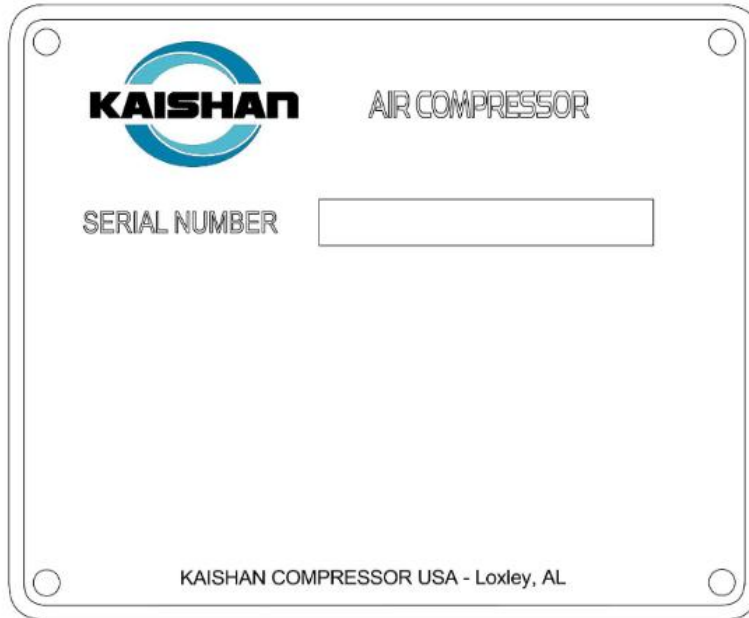 KAISHAN AIR COMPRESSOR
SERIAL NUMBER
KAISHAN COMPRESSOR USA - Loxley, AL